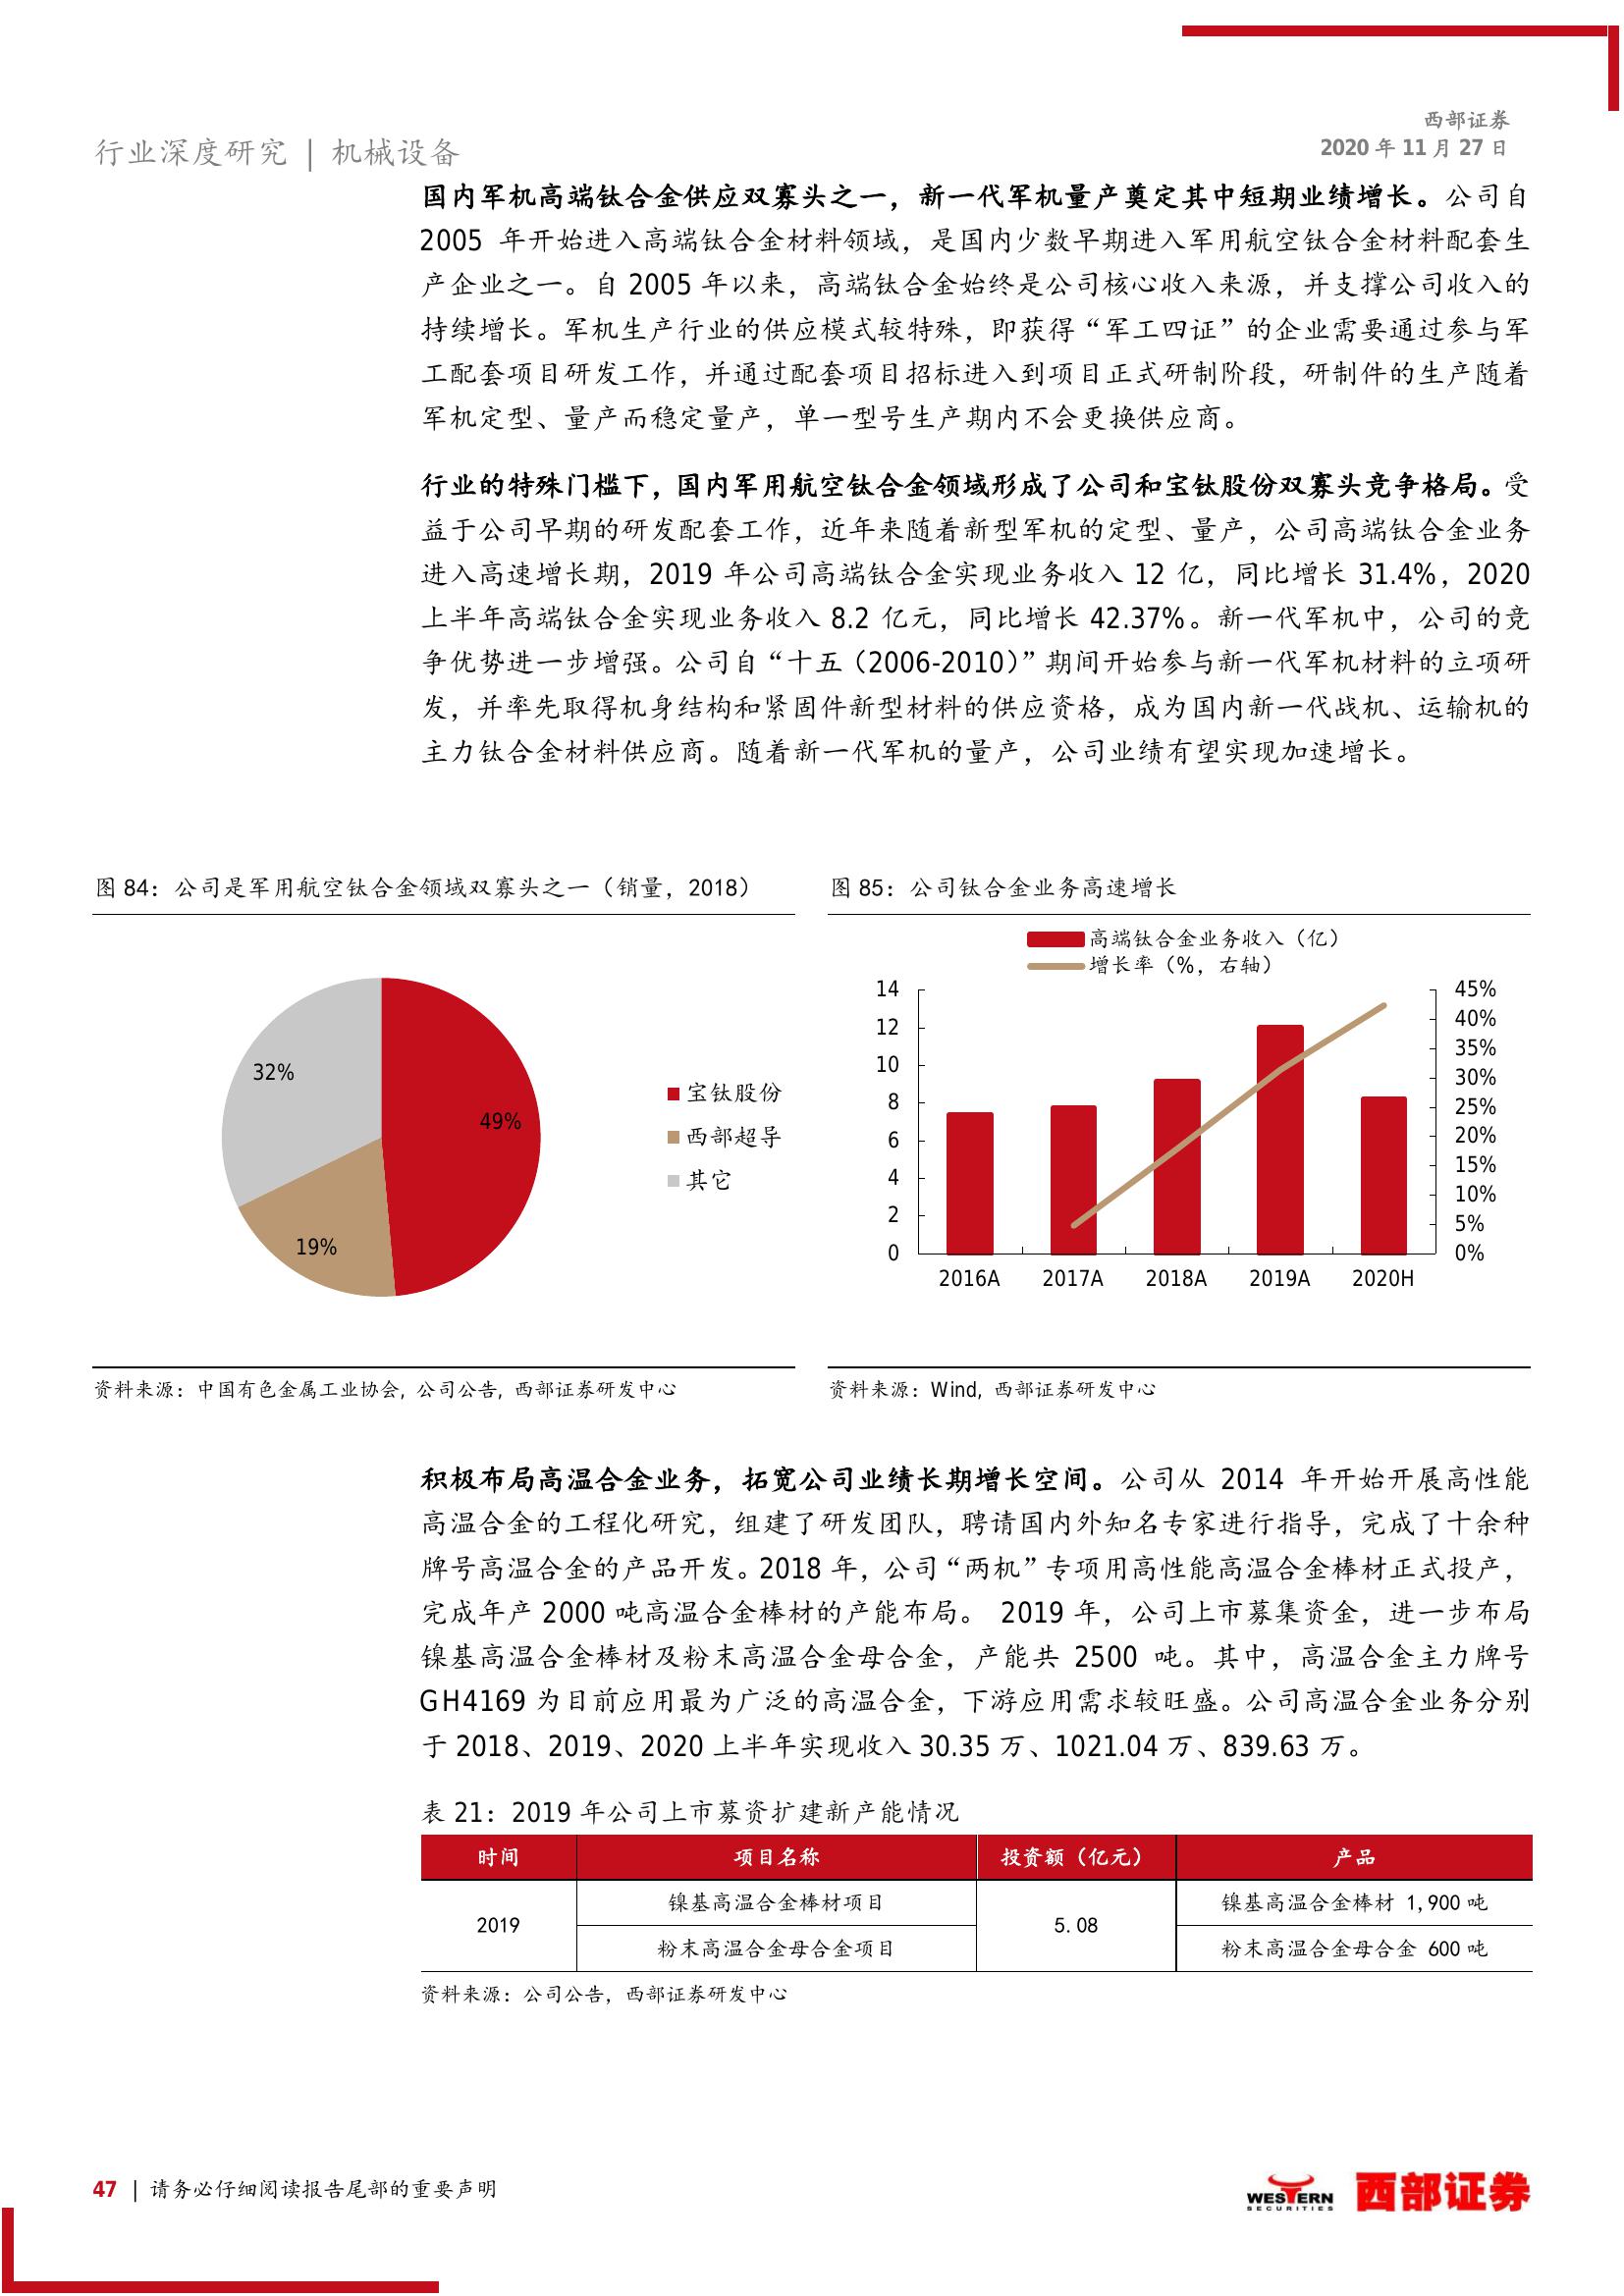 西部证券
2020 年 11 月 27 日
行业深度研究 | 机械设备
国内军机高端钛合金供应双寡头之一，新一代军机量产奠定其中短期业绩增长。公司自
2005 年开始进入高端钛合金材料领域，是国内少数早期进入军用航空钛合金材料配套生
产企业之一。自 2005 年以来，高端钛合金始终是公司核心收入来源，并支撑公司收入的
持续增长。军机生产行业的供应模式较特殊，即获得“军工四证”的企业需要通过参与军
工配套项目研发工作，并通过配套项目招标进入到项目正式研制阶段，研制件的生产随着
军机定型、量产而稳定量产，单一型号生产期内不会更换供应商。
行业的特殊门槛下，国内军用航空钛合金领域形成了公司和宝钛股份双寡头竞争格局。受
益于公司早期的研发配套工作，近年来随着新型军机的定型、量产，公司高端钛合金业务
进入高速增长期，2019 年公司高端钛合金实现业务收入 12 亿，同比增长 31.4%，2020
上半年高端钛合金实现业务收入 8.2 亿元，同比增长 42.37%。新一代军机中，公司的竞
争优势进一步增强。公司自“十五（2006-2010）”期间开始参与新一代军机材料的立项研
发，并率先取得机身结构和紧固件新型材料的供应资格，成为国内新一代战机、运输机的
主力钛合金材料供应商。随着新一代军机的量产，公司业绩有望实现加速增长。
图 84：公司是军用航空钛合金领域双寡头之一（销量，2018）
49%
19%
32%
宝钛股份
西部超导
其它
资料来源：中国有色金属工业协会, 公司公告, 西部证券研发中心
图 85：公司钛合金业务高速增长
高端钛合金业务收入（亿）
增长率（%，右轴）
14
12
10
8
6
4
2
0
45%
40%
35%
30%
25%
20%
15%
10%
5%
0%
2016A 2017A 2018A 2019A 2020H
资料来源：Wind, 西部证券研发中心
积极布局高温合金业务，拓宽公司业绩长期增长空间。公司从 2014 年开始开展高性能
高温合金的工程化研究，组建了研发团队，聘请国内外知名专家进行指导，完成了十余种
牌号高温合金的产品开发。2018 年，公司“两机”专项用高性能高温合金棒材正式投产，
完成年产 2000 吨高温合金棒材的产能布局。 2019 年，公司上市募集资金，进一步布局
镍基高温合金棒材及粉末高温合金母合金，产能共 2500 吨。其中，高温合金主力牌号
GH4169 为目前应用最为广泛的高温合金，下游应用需求较旺盛。公司高温合金业务分别
于 2018、2019、2020 上半年实现收入 30.35 万、1021.04 万、839.63 万。
表 21：2019 年公司上市募资扩建新产能情况
时间 项目名称 投资额（亿元） 产品
2019 镍基高温合金棒材项目 5.08 镍基高温合金棒材 1,900 吨
粉末高温合金母合金项目 粉末高温合金母合金 600 吨
资料来源：公司公告，西部证券研发中心
47 | 请务必仔细阅读报告尾部的重要声明
WESTERN
SECURITIES
西部证券